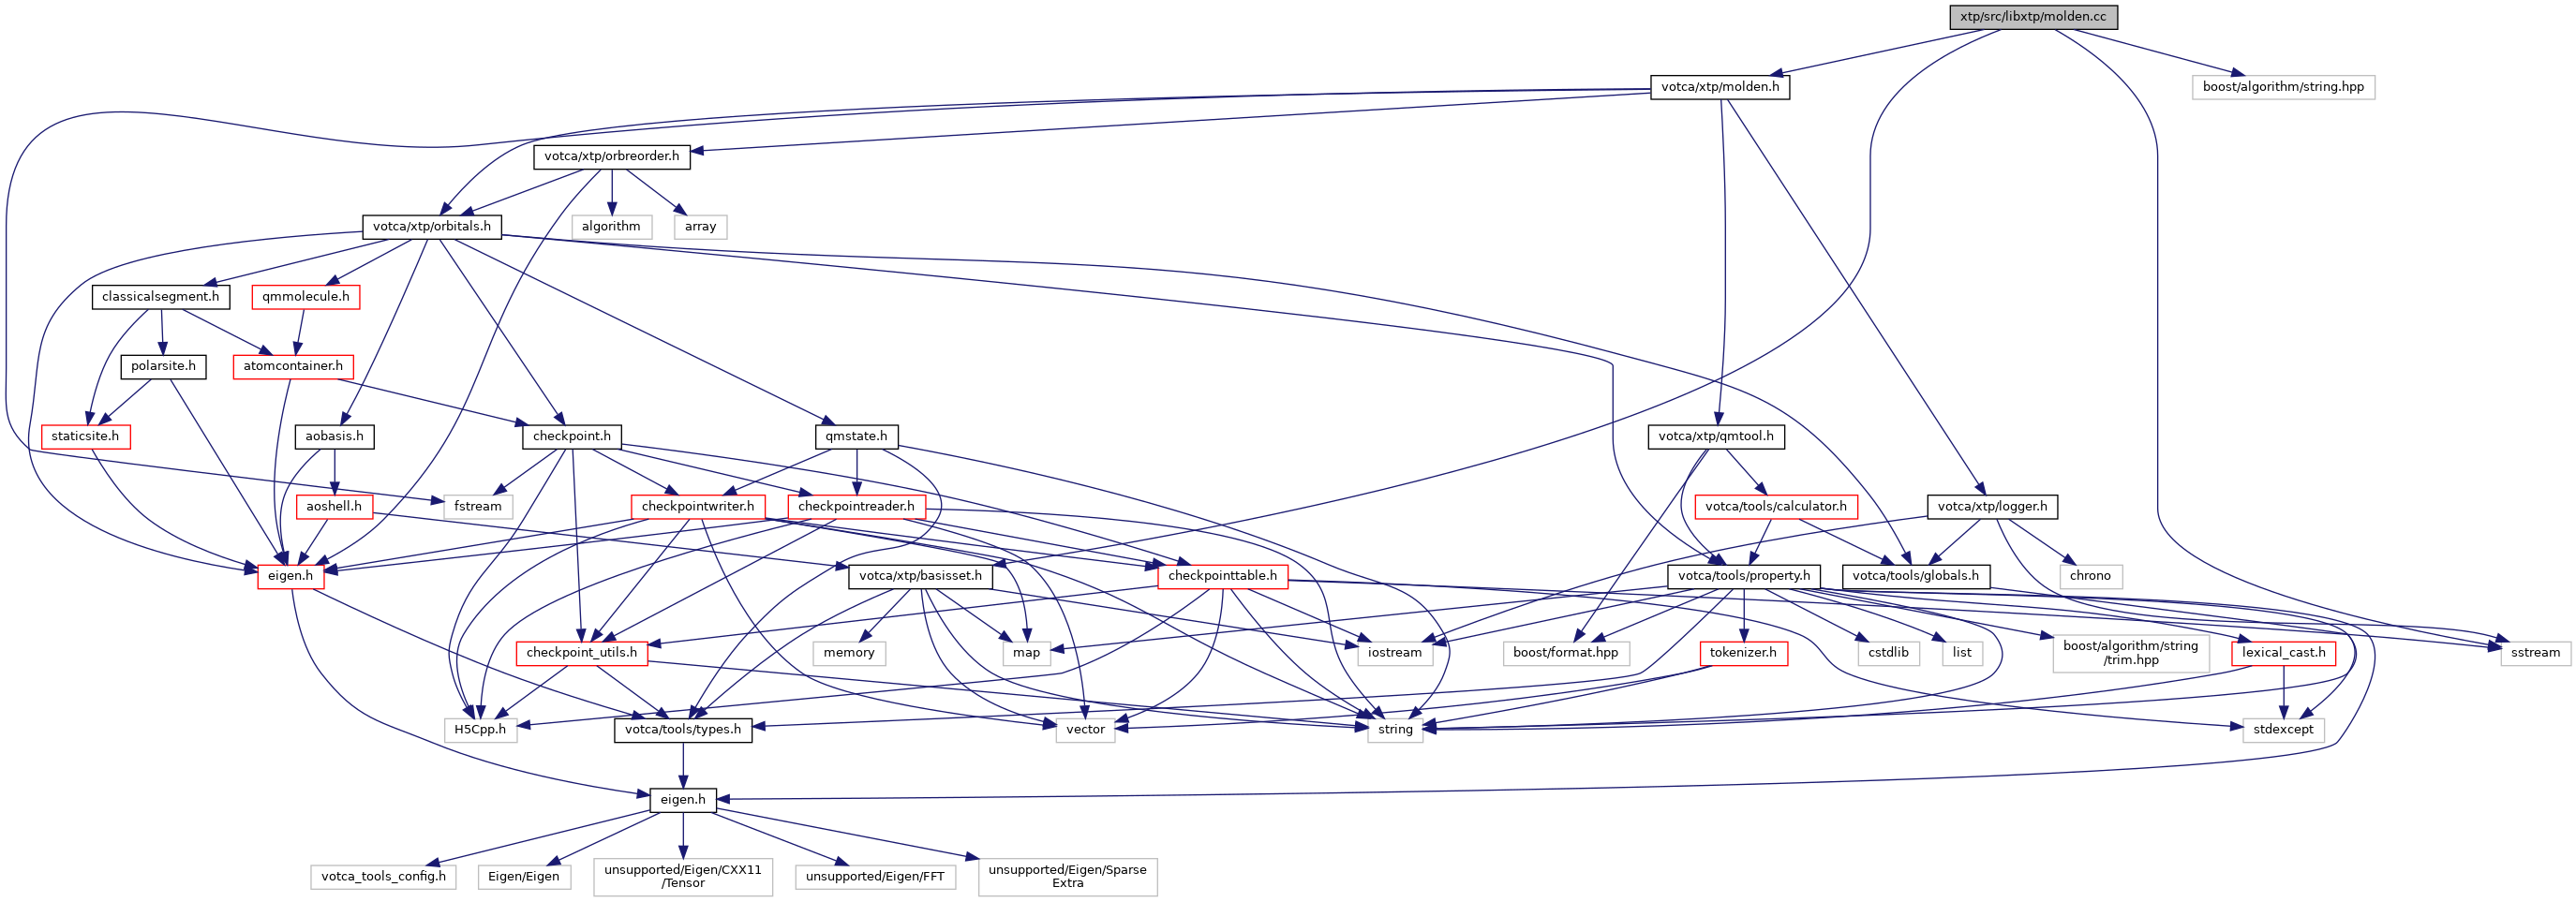 xtp/src/libxtp/molden.cc
votca/xtp/molden.h
boost/algorithm/string.hpp
votca/xtp/orbreorder.h
votca/xtp/orbitals.h
algorithm
array
classicalsegment.h
qmmolecule.h
polarsite.h
atomcontainer.h
staticsite.h
aobasis.h
checkpoint.h
qmstate.h
votca/xtp/qmtool.h
aoshell.h
fstream
checkpointwriter.h
checkpointreader.h
votca/tools/calculator.h
votca/xtp/logger.h
eigen.h
votca/xtp/basisset.h
checkpointtable.h
votca/tools/property.h
votca/tools/globals.h
chrono
checkpoint_utils.h
memory
map
iostream
boost/format.hpp
tokenizer.h
cstdlib
list
boost/algorithm/string
/trim.hpp
lexical_cast.h
sstream
H5Cpp.h
votca/tools/types.h
vector
string
stdexcept
eigen.h
votca_tools_config.h
Eigen/Eigen
unsupported/Eigen/CXX11
/Tensor
unsupported/Eigen/FFT
unsupported/Eigen/Sparse
Extra